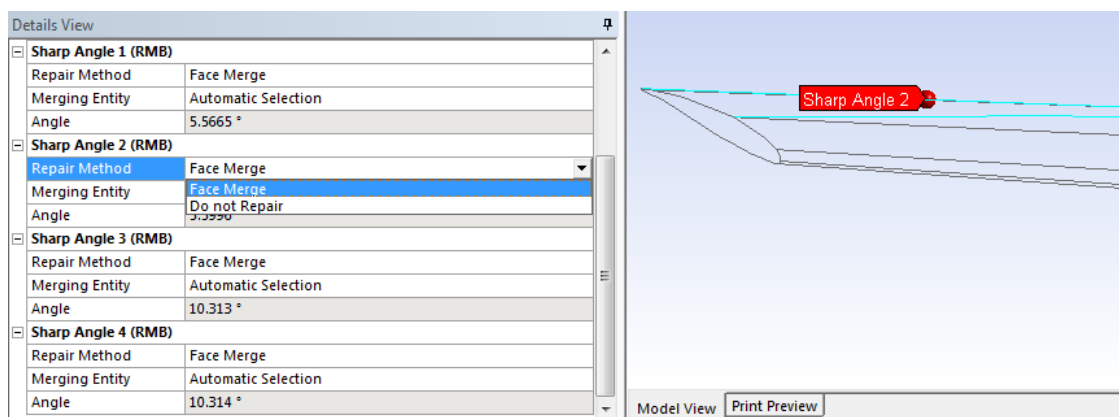 Details View
Sharp Angle 1 (RMB)
Repair Method Face Merge
Merging Entity Automatic Selection
Angle 5.5665 °
Sharp Angle 2 (RMB)
Repair Method Face Merge
Merging Entity Face Merge
Do not Repair
Angle
Sharp Angle 3 (RMB)
Repair Method Face Merge
Merging Entity Automatic Selection
Angle 10.313 °
Sharp Angle 4 (RMB)
Repair Method Face Merge
Merging Entity Automatic Selection
Angle 10.314 °
Sharp Angle 2
Model View Print Preview